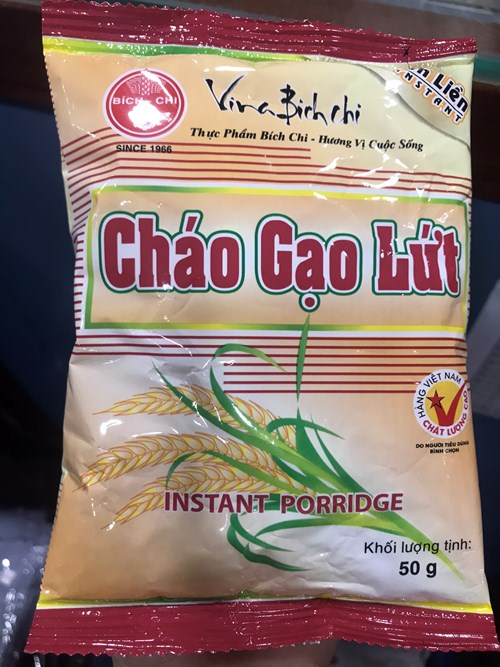 BÍCH - CHI
SINCE 1966
VinaBichchi
Thực Phẩm Bích Chi - Hương Vị Cuộc Sống
Liền
INSTANT
Cháo Gạo Lứt
HÀNG VIỆT NAM
CHẤT LƯỢNG CAO
DO NGƯỜI TIÊU DÙNG
BÌNH CHỌN
INSTANT PORRIDGE
Khối lượng tịnh:
50 g